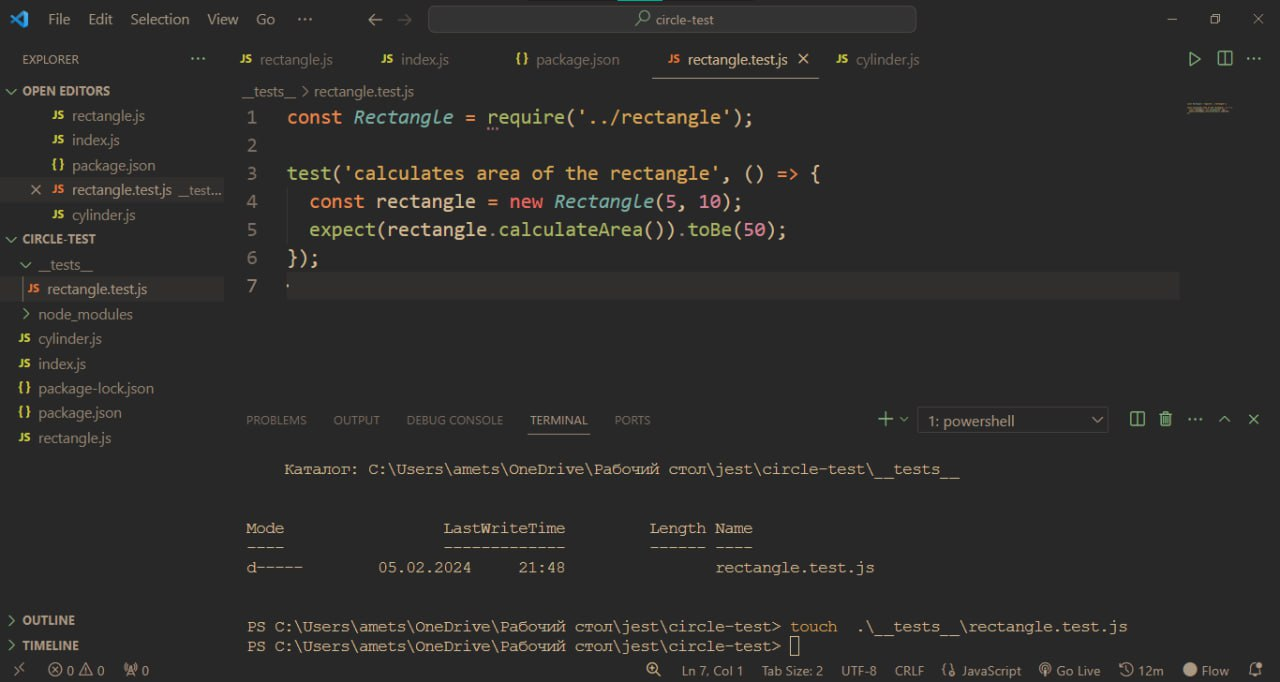 File Edit Selection View Go ··· circle-test
EXPLORER ···
JS rectangle.js JS index.js {} package.json JS rectangle.test.js JS cylinder.js
OPEN EDITORS
JS rectangle.js
JS index.js
{} package.json
JS rectangle.test.js __test...
JS cylinder.js
CIRCLE-TEST
__tests__
JS rectangle.test.js
node_modules
JS cylinder.js
JS index.js
{} package-lock.json
{} package.json
JS rectangle.js
OUTLINE
TIMELINE
__tests__ > rectangle.test.js
1 const Rectangle = require('../rectangle');
2
3 test('calculates area of the rectangle', () => {
4 const rectangle = new Rectangle(5, 10);
5 expect(rectangle.calculateArea()).toBe(50);
6 });
7
PROBLEMS OUTPUT DEBUG CONSOLE TERMINAL PORTS 1: powershell
Каталог: C:\Users\amets\OneDrive\Рабочий стол\jest\circle-test\__tests__
Mode LastWriteTime Length Name
---- ------------- ------ ----
d----- 05.02.2024 21:48 rectangle.test.js
PS C:\Users\amets\OneDrive\Рабочий стол\jest\circle-test> touch .\__tests__\rectangle.test.js
PS C:\Users\amets\OneDrive\Рабочий стол\jest\circle-test>
0 0 0 Ln 7, Col 1 Tab Size: 2 UTF-8 CRLF JavaScript Go Live 12m Flow